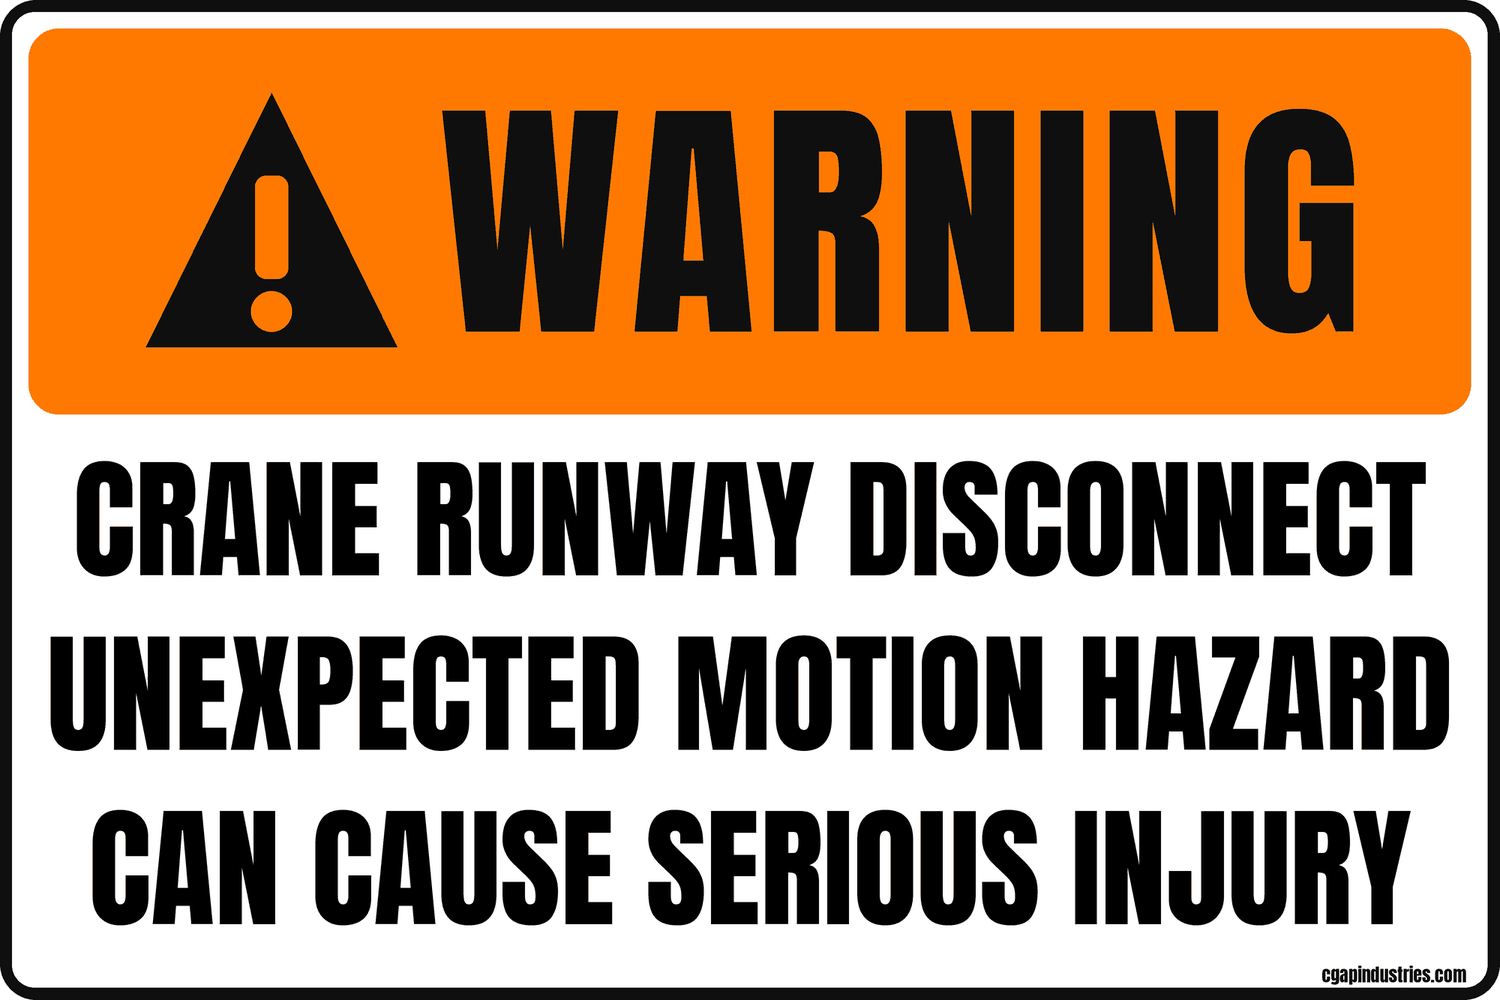 WARNING
CRANE RUNWAY DISCONNECT
UNEXPECTED MOTION HAZARD
CAN CAUSE SERIOUS INJURY
cgapindustries.com